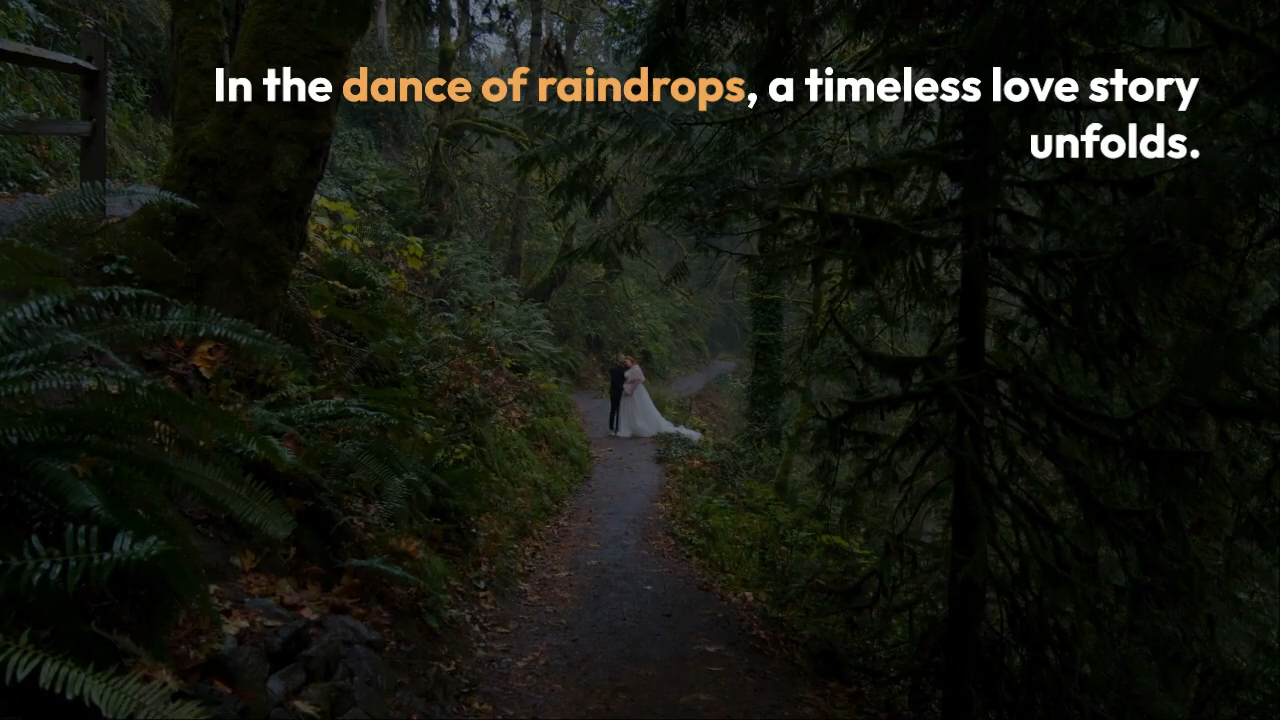 In the dance of raindrops, a timeless love story
unfolds.